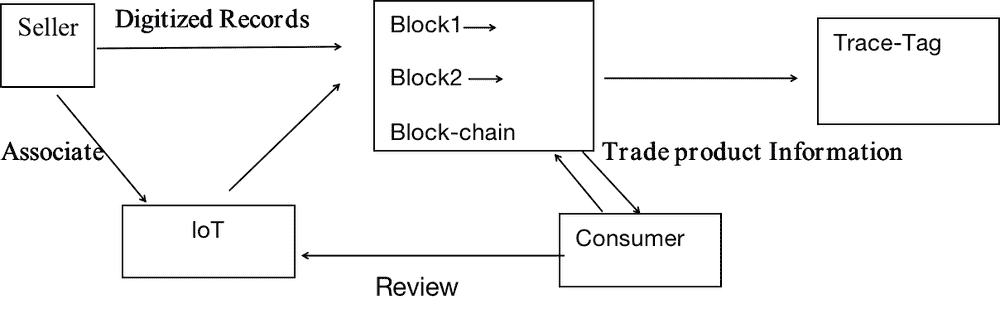 Seller
Digitized Records
Block1
Block2
Block-chain
Trace-Tag
Associate
Trade product Information
IoT
Consumer
Review